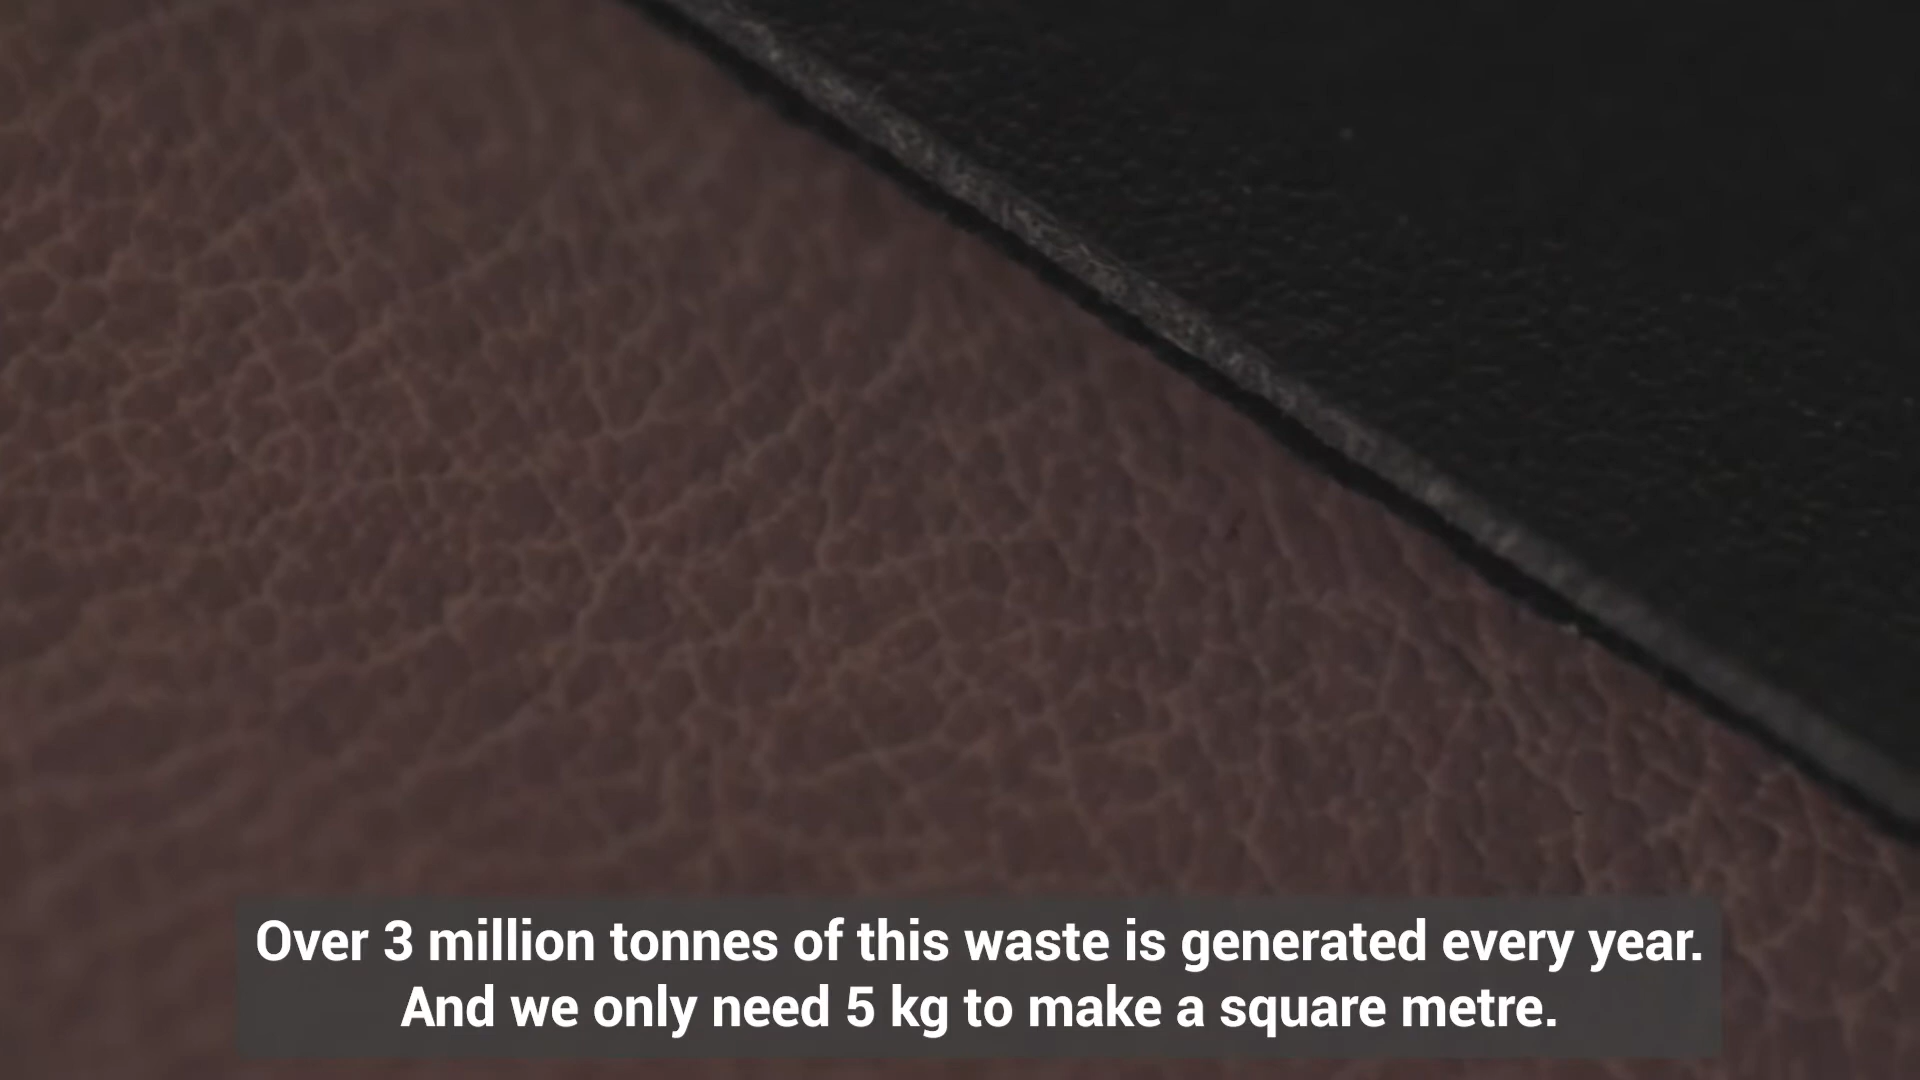 Over 3 million tonnes of this waste is generated every year.
And we only need 5 kg to make a square metre.